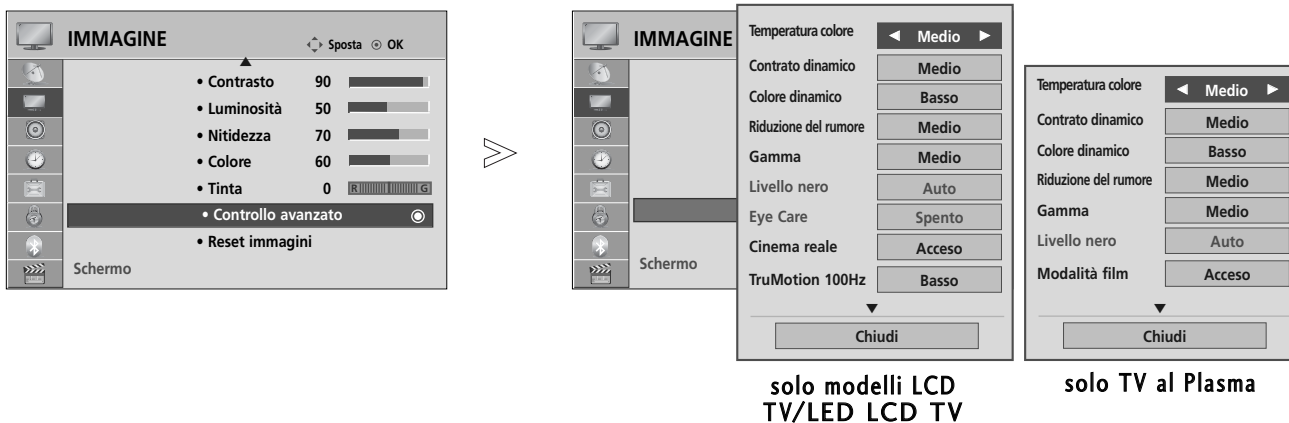 IMMAGINE
Sposta OK
• Contrasto 90
• Luminosità 50
• Nitidezza 70
• Colore 60
• Tinta 0 R G
• Controllo avanzato
• Reset immagini
Schermo
IMMAGINE
Schermo
Temperatura colore ◀ Medio ▶
Contrato dinamico Medio
Colore dinamico Basso
Riduzione del rumore Medio
Gamma Medio
Livello nero Auto
Eye Care Spento
Cinema reale Acceso
TruMotion 100Hz Basso
Chiudi
solo modelli LCD
TV/LED LCD TV
Temperatura colore ◀ Medio ▶
Contrato dinamico Medio
Colore dinamico Basso
Riduzione del rumore Medio
Gamma Medio
Livello nero Auto
Modalità film Acceso
Chiudi
solo TV al Plasma